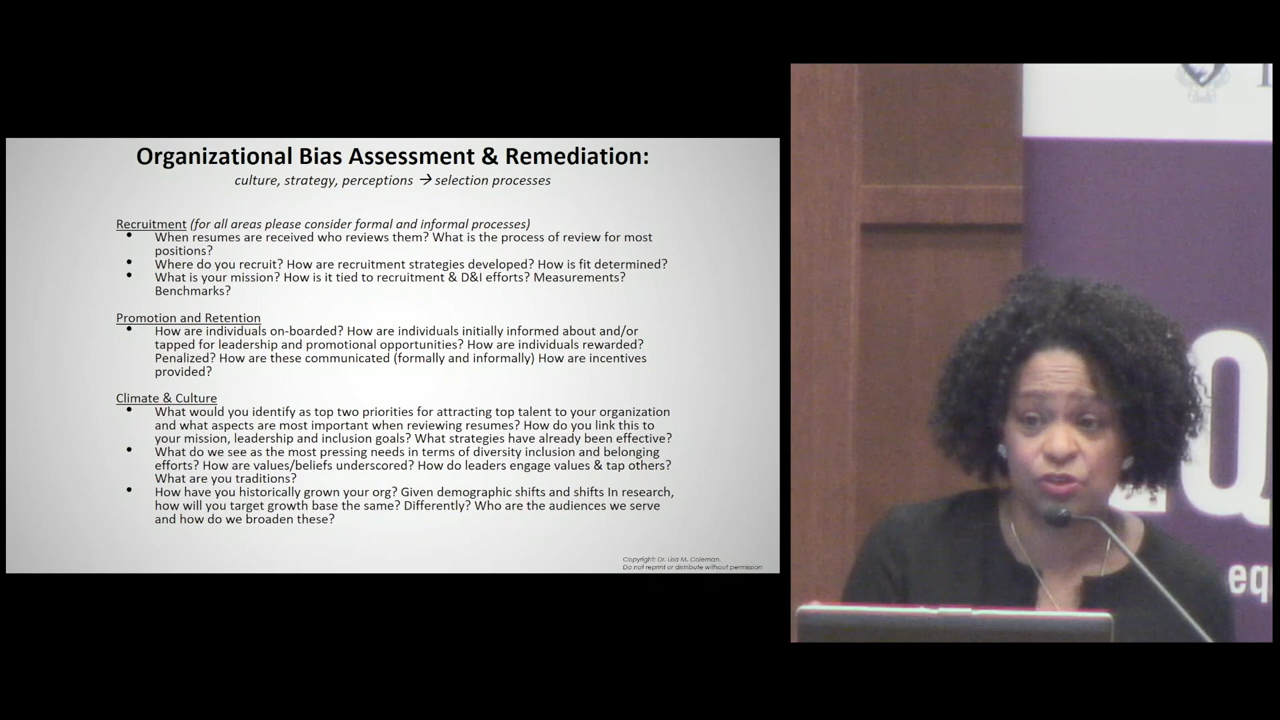 Organizational Bias Assessment & Remediation:
culture, strategy, perceptions → selection processes
Recruitment (for all areas please consider formal and informal processes)
• When resumes are received who reviews them? What is the process of review for most
positions?
• Where do you recruit? How are recruitment strategies developed? How is fit determined?
• What is your mission? How is it tied to recruitment & D&I efforts? Measurements?
Benchmarks?
Promotion and Retention
• How are individuals on-boarded? How are individuals initially informed about and/or
tapped for leadership and promotional opportunities? How are individuals rewarded?
Penalized? How are these communicated (formally and informally) How are incentives
provided?
Climate & Culture
• What would you identify as top two priorities for attracting top talent to your organization
and what aspects are most important when reviewing resumes? How do you link this to
your mission, leadership and inclusion goals? What strategies have already been effective?
• What do we see as the most pressing needs in terms of diversity inclusion and belonging
efforts? How are values/beliefs underscored? How do leaders engage values & tap others?
What are you traditions?
• How have you historically grown your org? Given demographic shifts and shifts In research,
how will you target growth base the same? Differently? Who are the audiences we serve
and how do we broaden these?
Copyright: Dr. Lisa M. Coleman.
Do not reprint or distribute without permission
EQ
eq